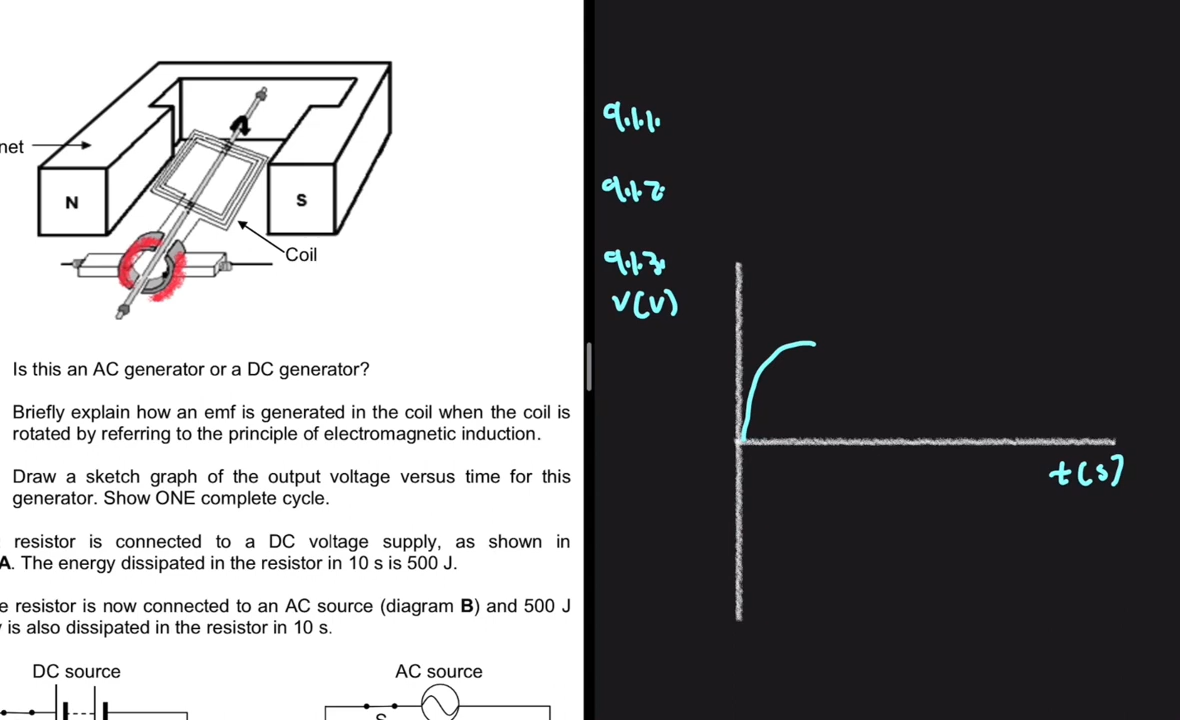 net
N
S
Coil
Is this an AC generator or a DC generator?
Briefly explain how an emf is generated in the coil when the coil is
rotated by referring to the principle of electromagnetic induction.
Draw a sketch graph of the output voltage versus time for this
generator. Show ONE complete cycle.
resistor is connected to a DC voltage supply, as shown in
A. The energy dissipated in the resistor in 10 s is 500 J.
e resistor is now connected to an AC source (diagram B) and 500 J
is also dissipated in the resistor in 10 s.
DC source
AC source
9.1.1.
9.1.2.
9.1.3.
V(V)
t(s)